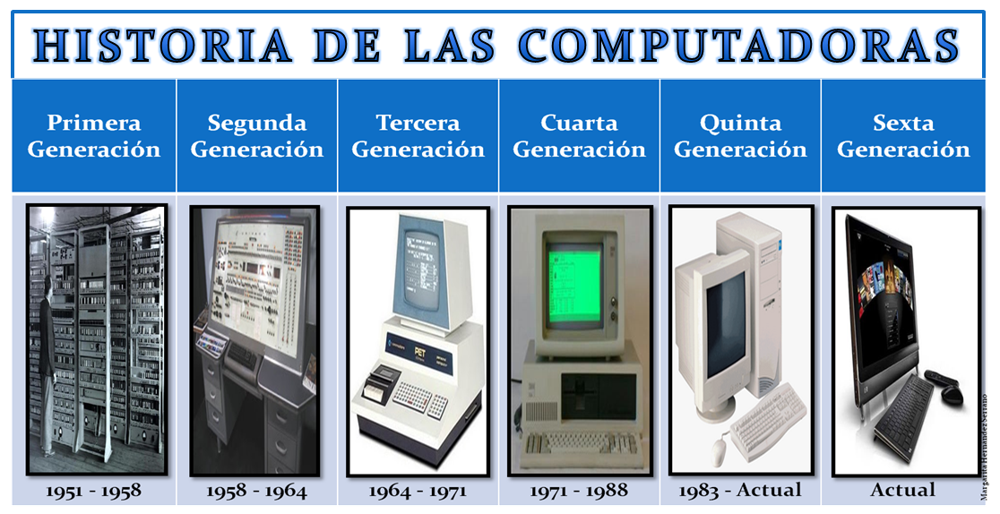 HISTORIA DE LAS COMPUTADORAS
Primera
Generación
Segunda
Generación
Tercera
Generación
Cuarta
Generación
Quinta
Generación
Sexta
Generación
PET
1951 - 1958
1958 - 1964
1964 - 1971
1971 - 1988
1983 - Actual
Actual
Margarita Hernández Serrano